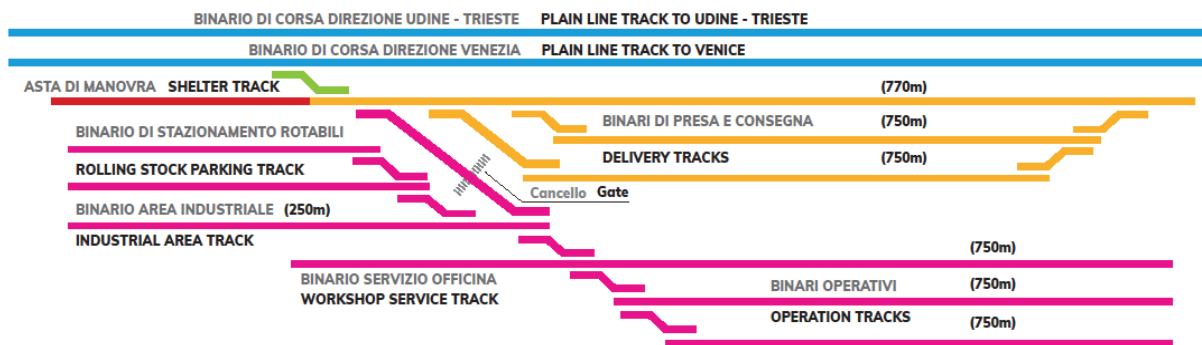 BINARIO DI CORSA DIREZIONE UDINE - TRIESTE PLAIN LINE TRACK TO UDINE - TRIESTE
BINARIO DI CORSA DIREZIONE VENEZIA PLAIN LINE TRACK TO VENICE
ASTA DI MANOVRA SHELTER TRACK (770m)
BINARI DI PRESA E CONSEGNA (750m)
BINARIO DI STAZIONAMENTO ROTABILI
DELIVERY TRACKS (750m)
ROLLING STOCK PARKING TRACK
Cancello Gate
BINARIO AREA INDUSTRIALE (250m)
INDUSTRIAL AREA TRACK
(750m)
BINARIO SERVIZIO OFFICINA
WORKSHOP SERVICE TRACK
BINARI OPERATIVI (750m)
OPERATION TRACKS (750m)